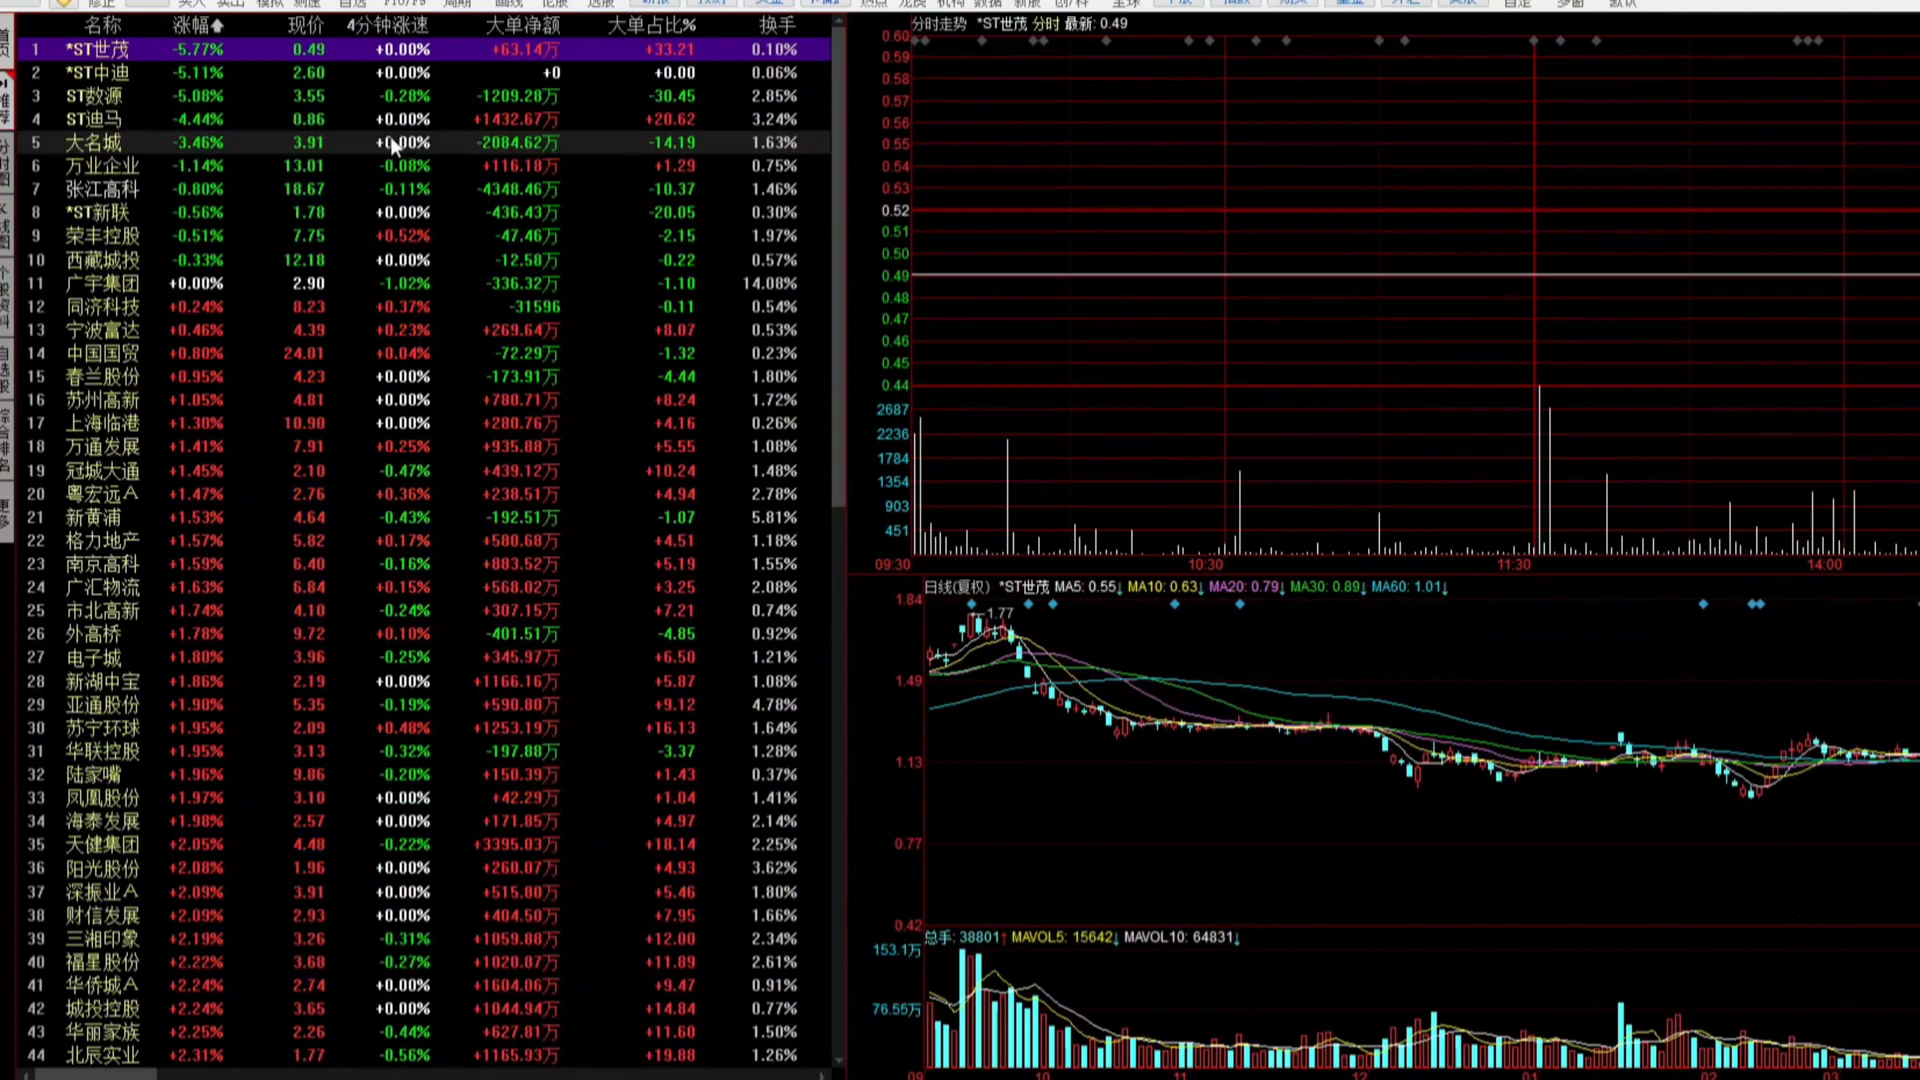 名称 涨幅 现价 4分钟涨速 大单净额 大单占比% 换手
1 *ST世茂 -5.77% 0.49 +0.00% +63.14万 +33.21 0.10%
2 *ST中迪 -5.11% 2.60 +0.00% +0 +0.00 0.06%
3 ST数源 -5.08% 3.55 -0.28% -1209.28万 -30.45 2.85%
4 ST迪马 -4.44% 0.86 +0.00% +1432.67万 +20.62 3.24%
5 大名城 -3.46% 3.91 +0.00% -2084.62万 -14.19 1.63%
6 万业企业 -1.14% 13.01 -0.08% +116.18万 +1.29 0.75%
7 张江高科 -0.80% 18.67 -0.11% -4348.46万 -10.37 1.46%
8 *ST新联 -0.56% 1.78 +0.00% -436.43万 -20.05 0.30%
9 荣丰控股 -0.51% 7.75 +0.52% -47.46万 -2.15 1.97%
10 西藏城投 -0.33% 12.18 +0.00% -12.58万 -0.22 0.57%
11 广宇集团 +0.00% 2.90 -1.02% -336.32万 -1.10 14.08%
12 同济科技 +0.24% 8.23 +0.37% -31596 -0.11 0.54%
13 宁波富达 +0.46% 4.39 +0.23% +269.64万 +8.07 0.53%
14 中国国贸 +0.80% 24.01 +0.04% -72.29万 -1.32 0.23%
15 春兰股份 +0.95% 4.23 +0.00% -173.91万 -4.44 1.80%
16 苏州高新 +1.05% 4.81 +0.00% +780.71万 +8.24 1.72%
17 上海临港 +1.30% 10.90 +0.00% +280.76万 +4.16 0.26%
18 万通发展 +1.41% 7.91 +0.25% +935.88万 +5.55 1.08%
19 冠城大通 +1.45% 2.10 -0.47% +439.12万 +10.24 1.48%
20 粤宏远A +1.47% 2.76 +0.36% +238.51万 +4.94 2.78%
21 新黄浦 +1.53% 4.64 -0.43% -192.51万 -1.07 5.81%
22 格力地产 +1.57% 5.82 +0.17% +580.68万 +4.51 1.18%
23 南京高科 +1.59% 6.40 -0.16% +883.52万 +5.19 1.55%
24 广汇物流 +1.63% 6.84 +0.15% +568.02万 +3.25 2.08%
25 市北高新 +1.74% 4.10 -0.24% +307.15万 +7.21 0.74%
26 外高桥 +1.78% 9.72 +0.10% -401.51万 -4.85 0.92%
27 电子城 +1.80% 3.96 -0.25% +345.97万 +6.50 1.21%
28 新湖中宝 +1.86% 2.19 +0.00% +1166.16万 +5.87 1.08%
29 亚通股份 +1.90% 5.35 -0.19% +590.80万 +9.12 4.78%
30 苏宁环球 +1.95% 2.09 +0.48% +1253.19万 +16.13 1.64%
31 华联控股 +1.95% 3.13 -0.32% -197.88万 -3.37 1.28%
32 陆家嘴 +1.96% 9.86 -0.20% +150.39万 +1.43 0.37%
33 凤凰股份 +1.97% 3.10 +0.00% +42.29万 +1.04 1.41%
34 海泰发展 +1.98% 2.57 +0.00% +171.85万 +4.97 2.14%
35 天健集团 +2.05% 4.48 -0.22% +3395.03万 +18.14 2.25%
36 阳光股份 +2.08% 1.96 +0.00% +260.07万 +4.93 3.62%
37 深振业A +2.09% 3.91 +0.00% +515.80万 +5.46 1.80%
38 财信发展 +2.09% 2.93 +0.00% +404.50万 +7.95 1.66%
39 三湘印象 +2.19% 3.26 -0.31% +1059.88万 +12.00 2.34%
40 福星股份 +2.22% 3.68 -0.27% +1020.87万 +11.89 2.61%
41 华侨城A +2.24% 2.74 +0.00% +1604.06万 +9.47 0.91%
42 城投控股 +2.24% 3.65 +0.00% +1044.94万 +14.84 0.77%
43 华丽家族 +2.25% 2.26 -0.44% +627.81万 +11.60 1.50%
44 北辰实业 +2.31% 1.77 -0.56% +1165.93万 +19.88 1.26%
分时走势 *ST世茂 分时 最新: 0.49
0.60
0.59
0.58
0.57
0.56
0.55
0.54
0.53
0.52
0.51
0.50
0.49
0.48
0.47
0.46
0.45
0.44
2687
2236
1784
1354
903
451
09:30 10:30 11:30 14:00
日线(复权) *ST世茂 MA5: 0.55↓ MA10: 0.63↓ MA20: 0.79↓ MA30: 0.89↓ MA60: 1.01↓
1.84
1.77
1.49
1.13
0.77
0.42
总手: 38801↑ MAVOL5: 15642↓ MAVOL10: 64831↓
153.1万
76.55万